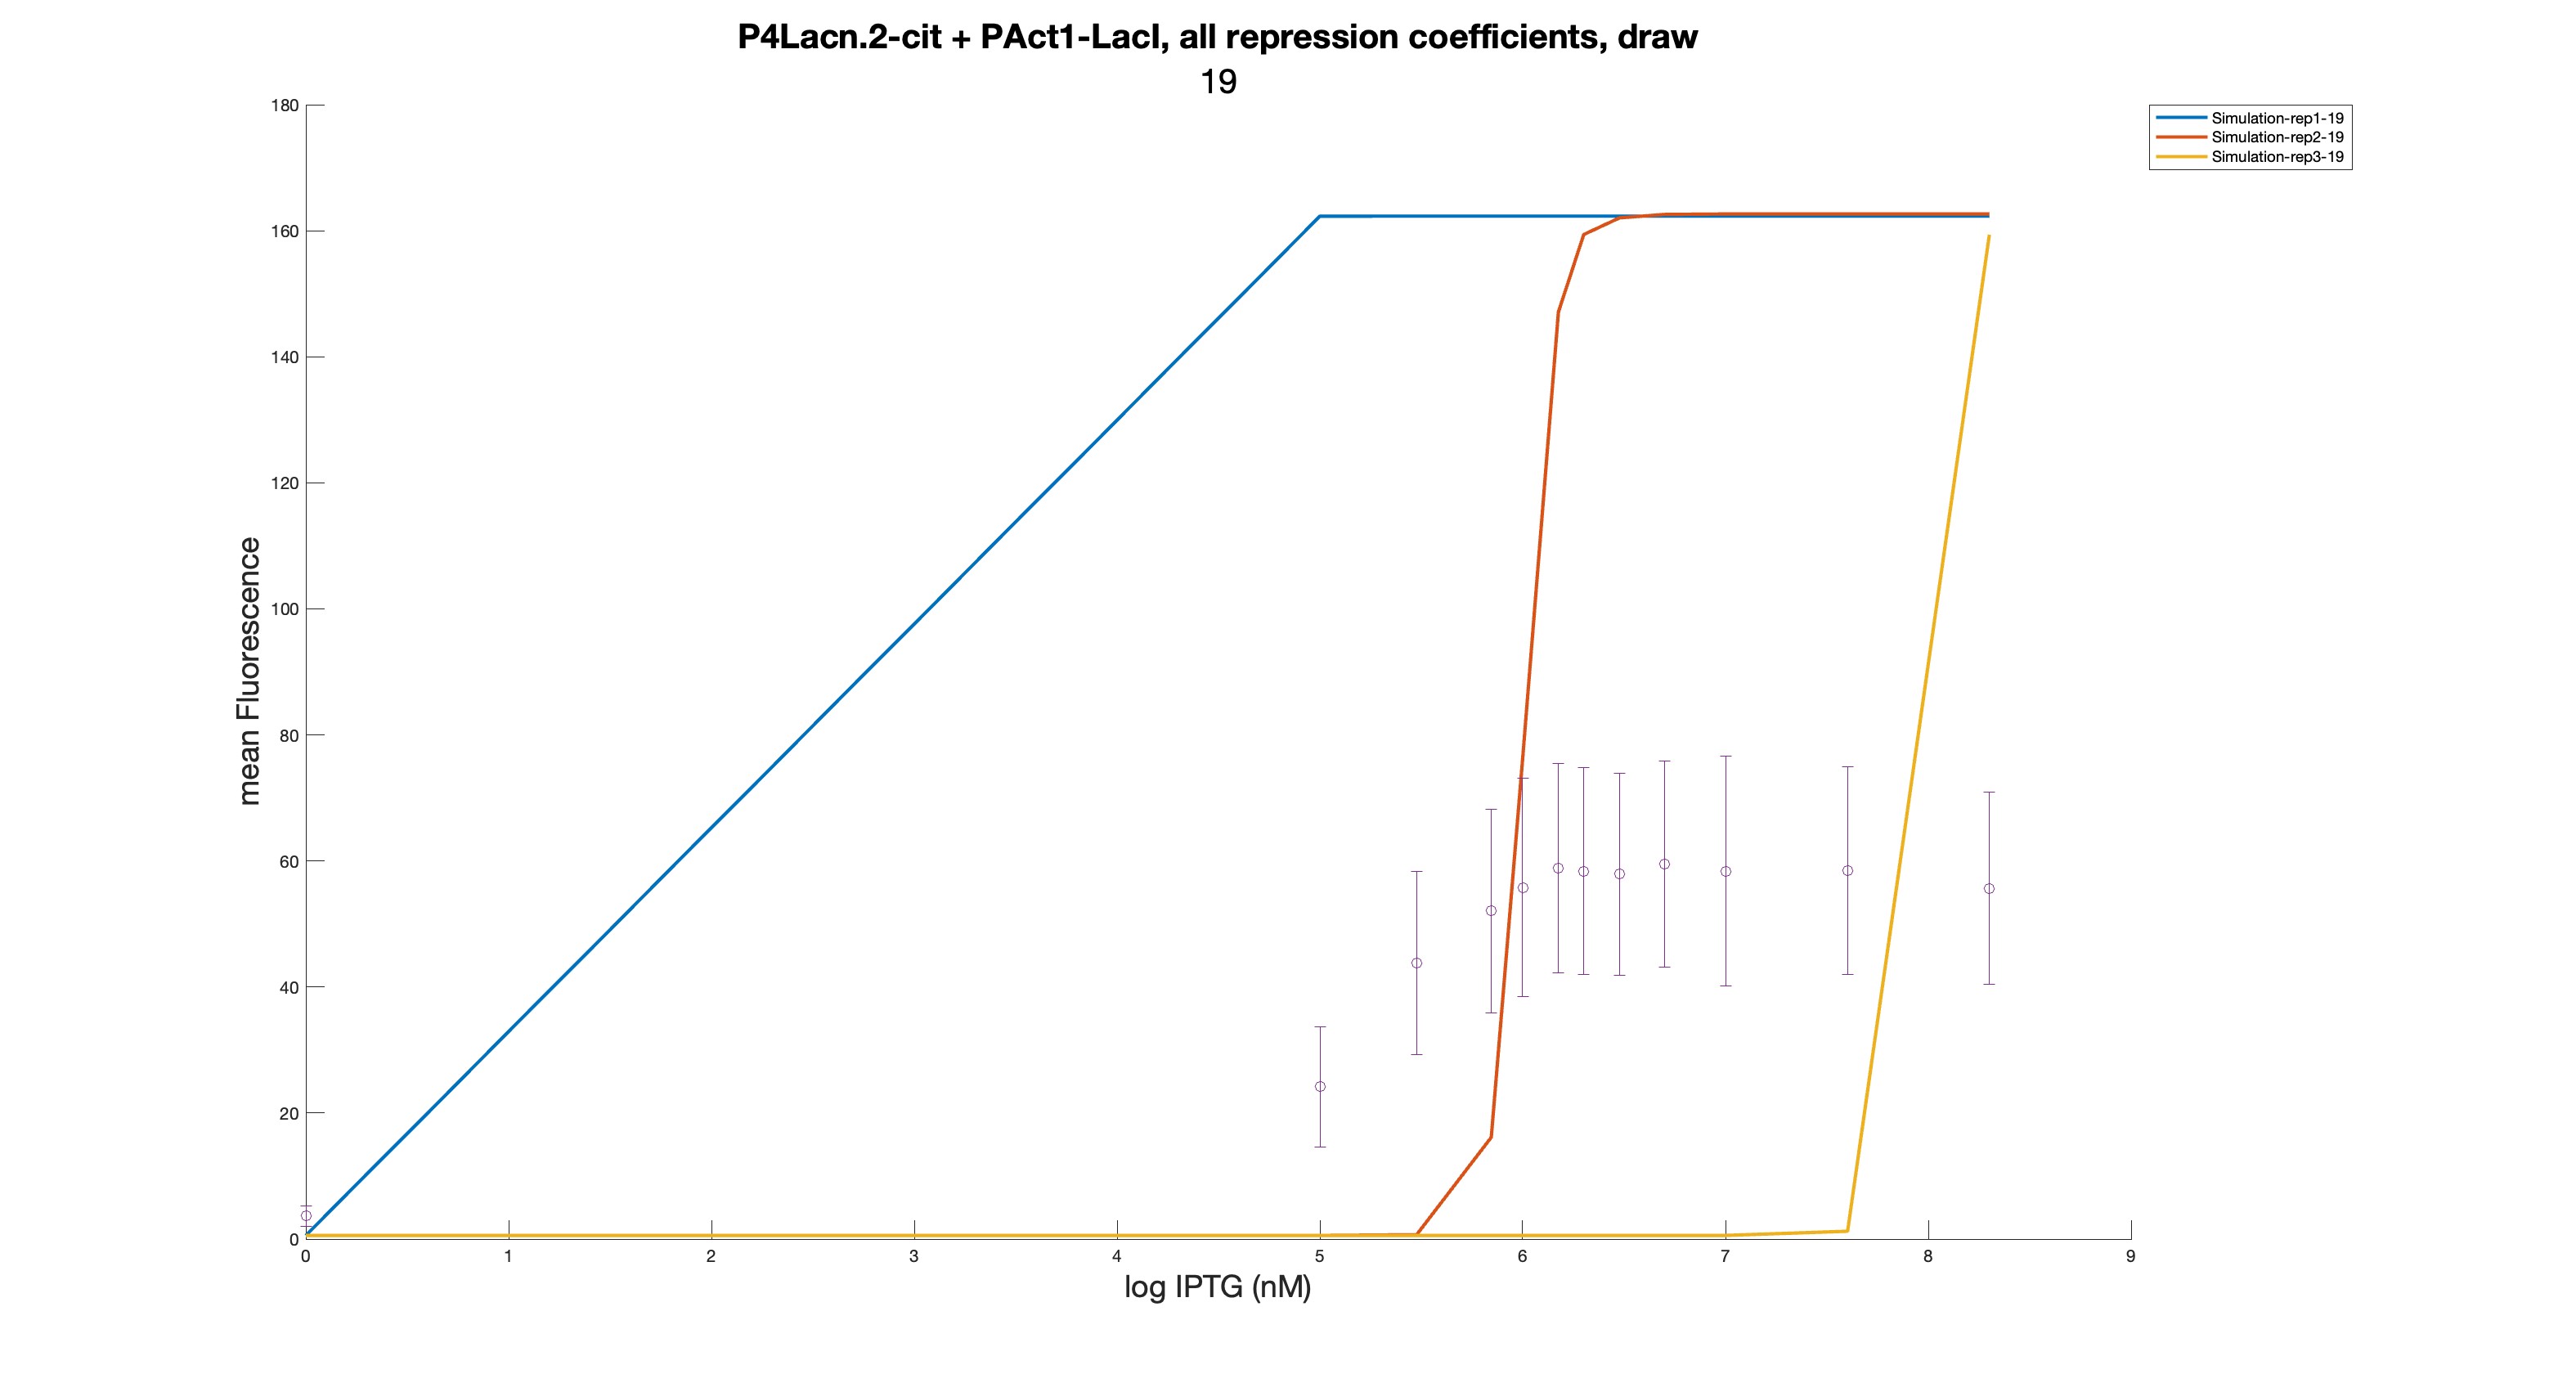 P4Lacn.2-cit + PAct1-LacI, all repression coefficients, draw
19
Simulation-rep1-19
Simulation-rep2-19
Simulation-rep3-19
mean Fluorescence
180
160
140
120
100
80
60
40
20
0
0 1 2 3 4 5 6 7 8 9
log IPTG (nM)